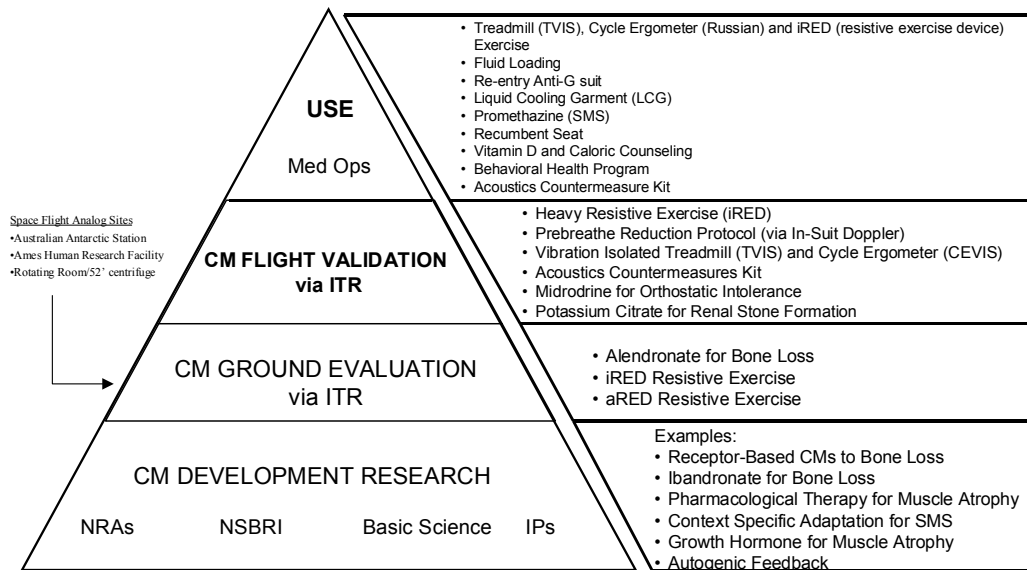 USE
Med Ops
• Treadmill (TVIS), Cycle Ergometer (Russian) and iRED (resistive exercise device)
Exercise
• Fluid Loading
• Re-entry Anti-G suit
• Liquid Cooling Garment (LCG)
• Promethazine (SMS)
• Recumbent Seat
• Vitamin D and Caloric Counseling
• Behavioral Health Program
• Acoustics Countermeasure Kit
Space Flight Analog Sites
•Australian Antarctic Station
•Ames Human Research Facility
•Rotating Room/52’ centrifuge
CM FLIGHT VALIDATION
via ITR
• Heavy Resistive Exercise (iRED)
• Prebreathe Reduction Protocol (via In-Suit Doppler)
• Vibration Isolated Treadmill (TVIS) and Cycle Ergometer (CEVIS)
• Acoustics Countermeasures Kit
• Midrodrine for Orthostatic Intolerance
• Potassium Citrate for Renal Stone Formation
CM GROUND EVALUATION
via ITR
• Alendronate for Bone Loss
• iRED Resistive Exercise
• aRED Resistive Exercise
CM DEVELOPMENT RESEARCH
NRAs NSBRI Basic Science IPs
Examples:
• Receptor-Based CMs to Bone Loss
• Ibandronate for Bone Loss
• Pharmacological Therapy for Muscle Atrophy
• Context Specific Adaptation for SMS
• Growth Hormone for Muscle Atrophy
• Autogenic Feedback